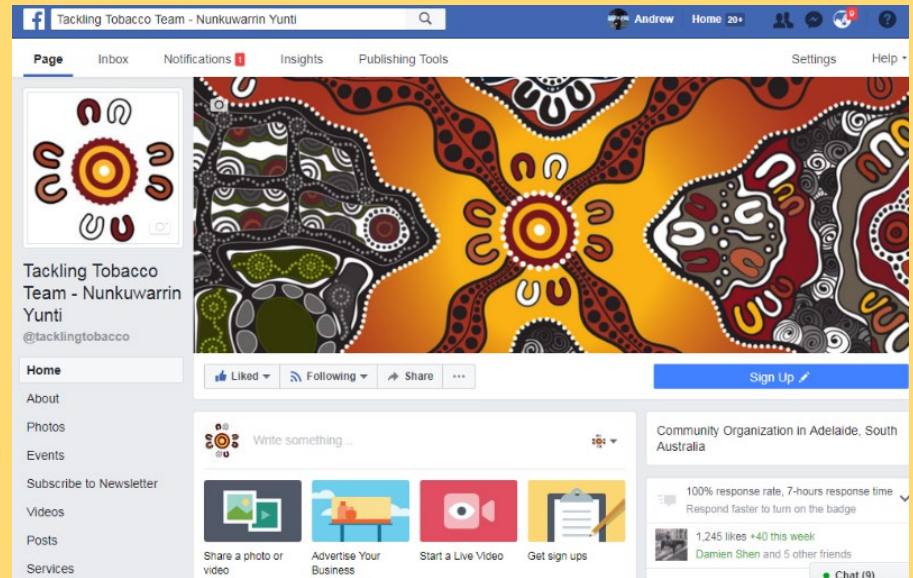 Tackling Tobacco Team - Nunkuwarrin Yunti
Andrew Home 20+ 9 ?
Page Inbox Notifications 1 Insights Publishing Tools Settings Help
Tackling Tobacco
Team - Nunkuwarrin
Yunti
@tacklingtobacco
Home
About
Photos
Events
Subscribe to Newsletter
Videos
Posts
Services
Liked Following Share ...
Sign Up
Write something...
Share a photo or
video
Advertise Your
Business
Start a Live Video
Get sign ups
Community Organization in Adelaide, South
Australia
100% response rate, 7-hours response time
Respond faster to turn on the badge
1,245 likes +40 this week
Damien Shen and 5 other friends
Chat (9)